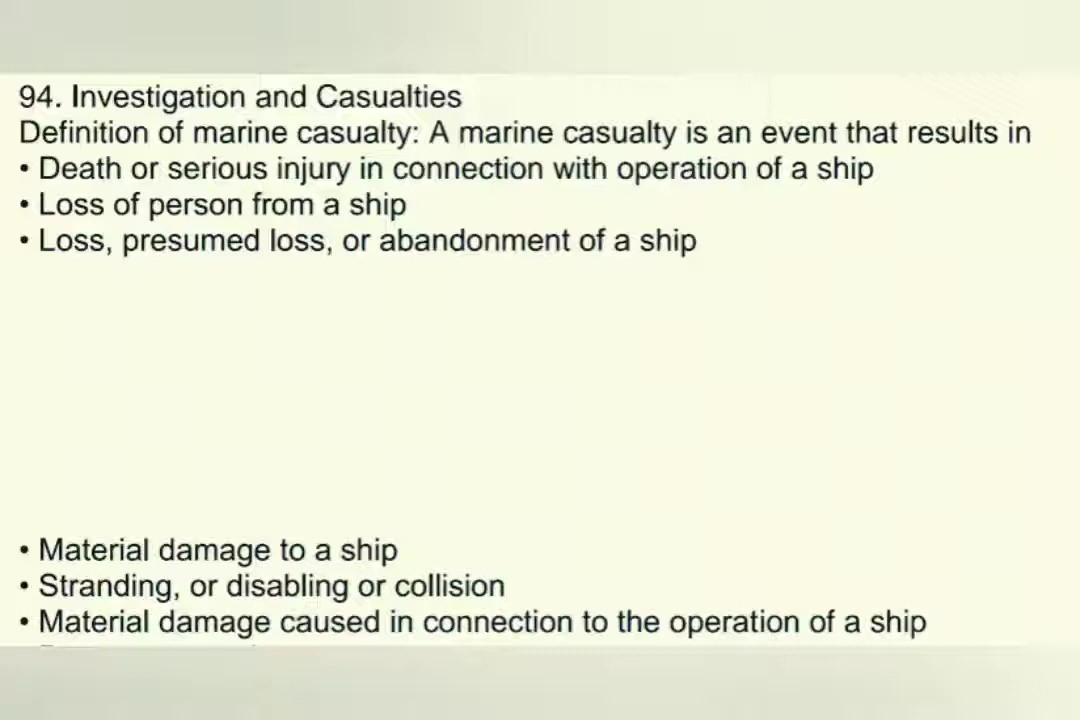 94. Investigation and Casualties
Definition of marine casualty: A marine casualty is an event that results in
• Death or serious injury in connection with operation of a ship
• Loss of person from a ship
• Loss, presumed loss, or abandonment of a ship
• Material damage to a ship
• Stranding, or disabling or collision
• Material damage caused in connection to the operation of a ship